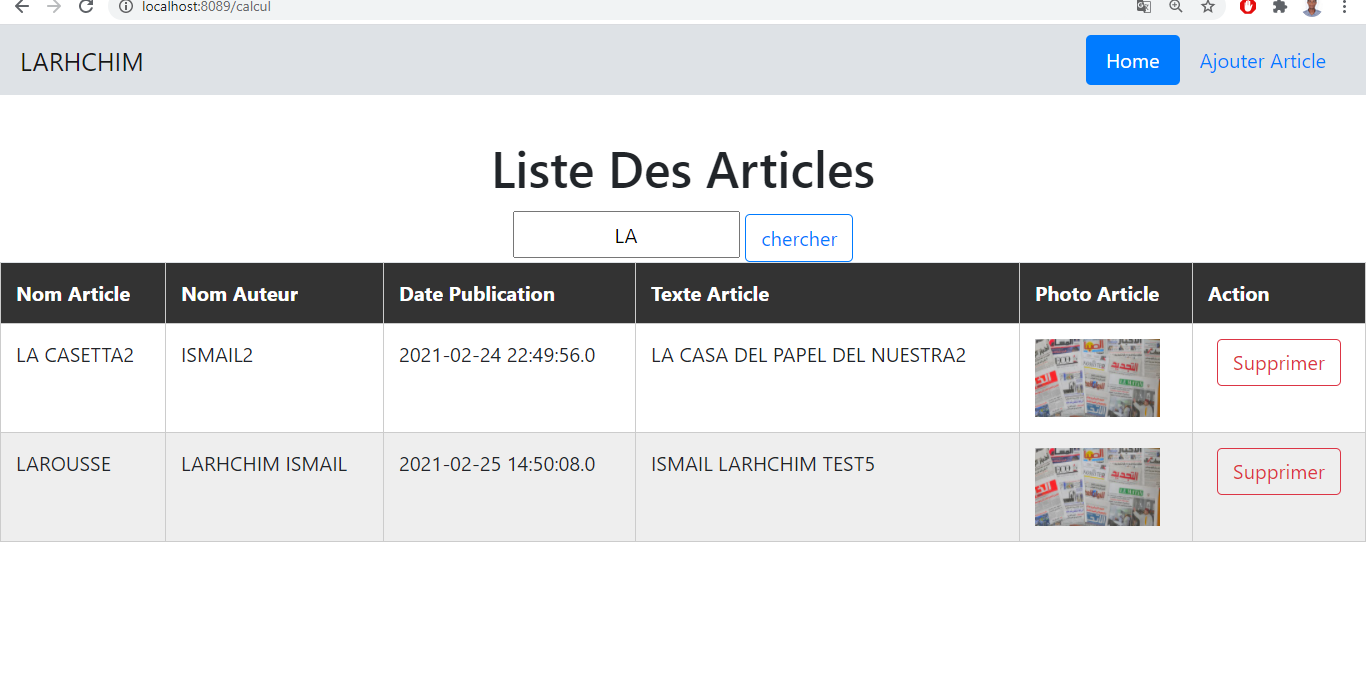 localhost:8089/calcul
LARHCHIM Home Ajouter Article
Liste Des Articles
LA chercher
Nom Article Nom Auteur Date Publication Texte Article Photo Article Action
LA CASETTA2 ISMAIL2 2021-02-24 22:49:56.0 LA CASA DEL PAPEL DEL NUESTRA2 Supprimer
LAROUSSE LARHCHIM ISMAIL 2021-02-25 14:50:08.0 ISMAIL LARHCHIM TEST5 Supprimer